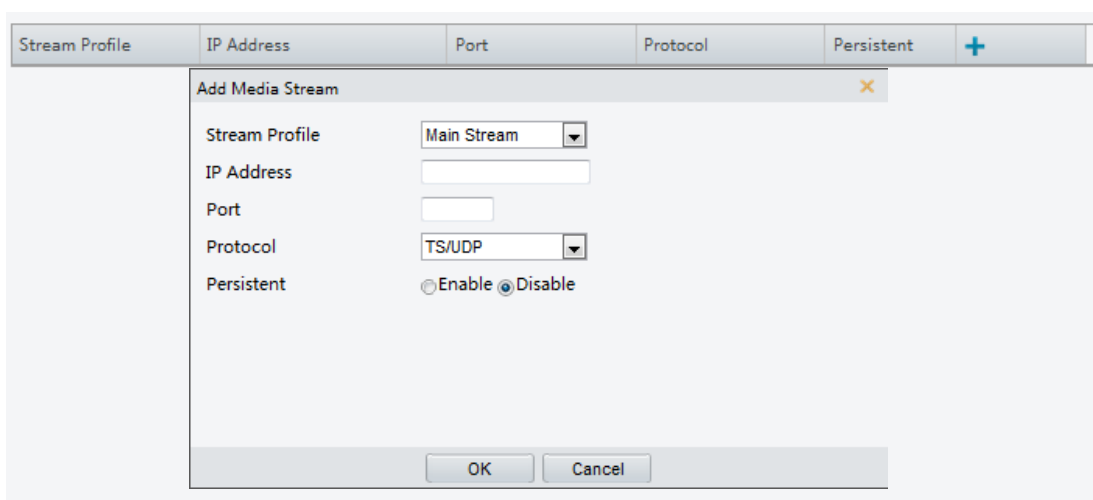 Stream Profile IP Address Port Protocol Persistent +
Add Media Stream ×
Stream Profile Main Stream
IP Address
Port
Protocol TS/UDP
Persistent Enable Disable
OK Cancel